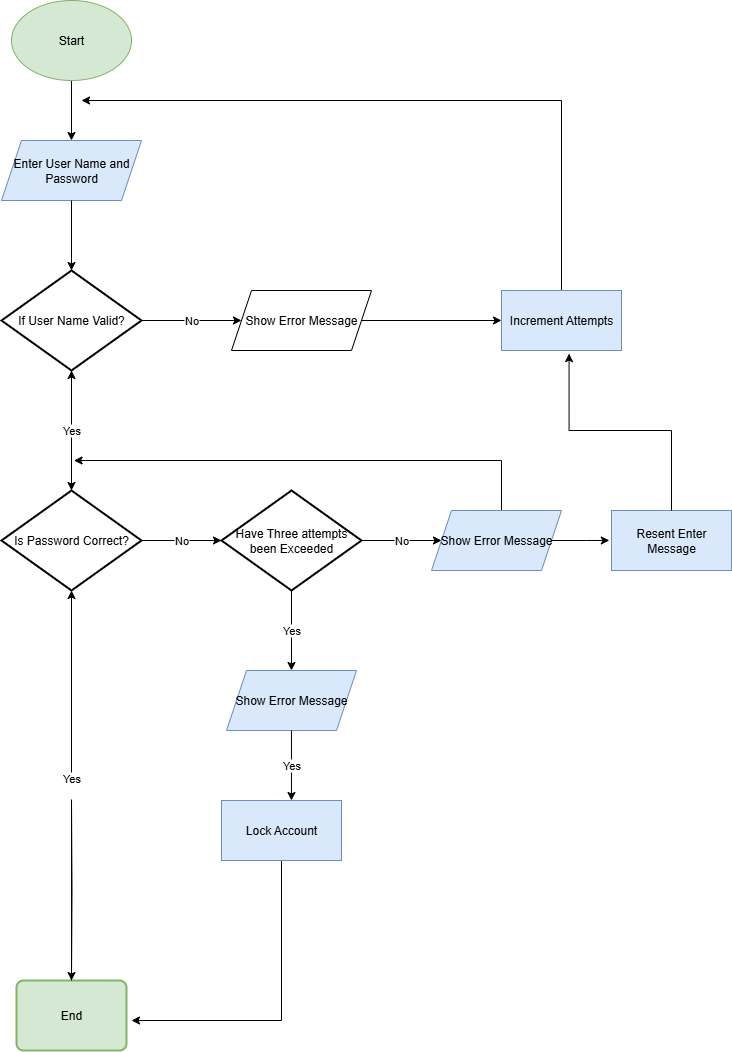 Start
Enter User Name and
Password
If User Name Valid?
No
Show Error Message
Increment Attempts
Yes
Is Password Correct?
No
Have Three attempts
been Exceeded
No
Show Error Message
Resent Enter
Message
Yes
Show Error Message
Yes
Yes
Lock Account
End